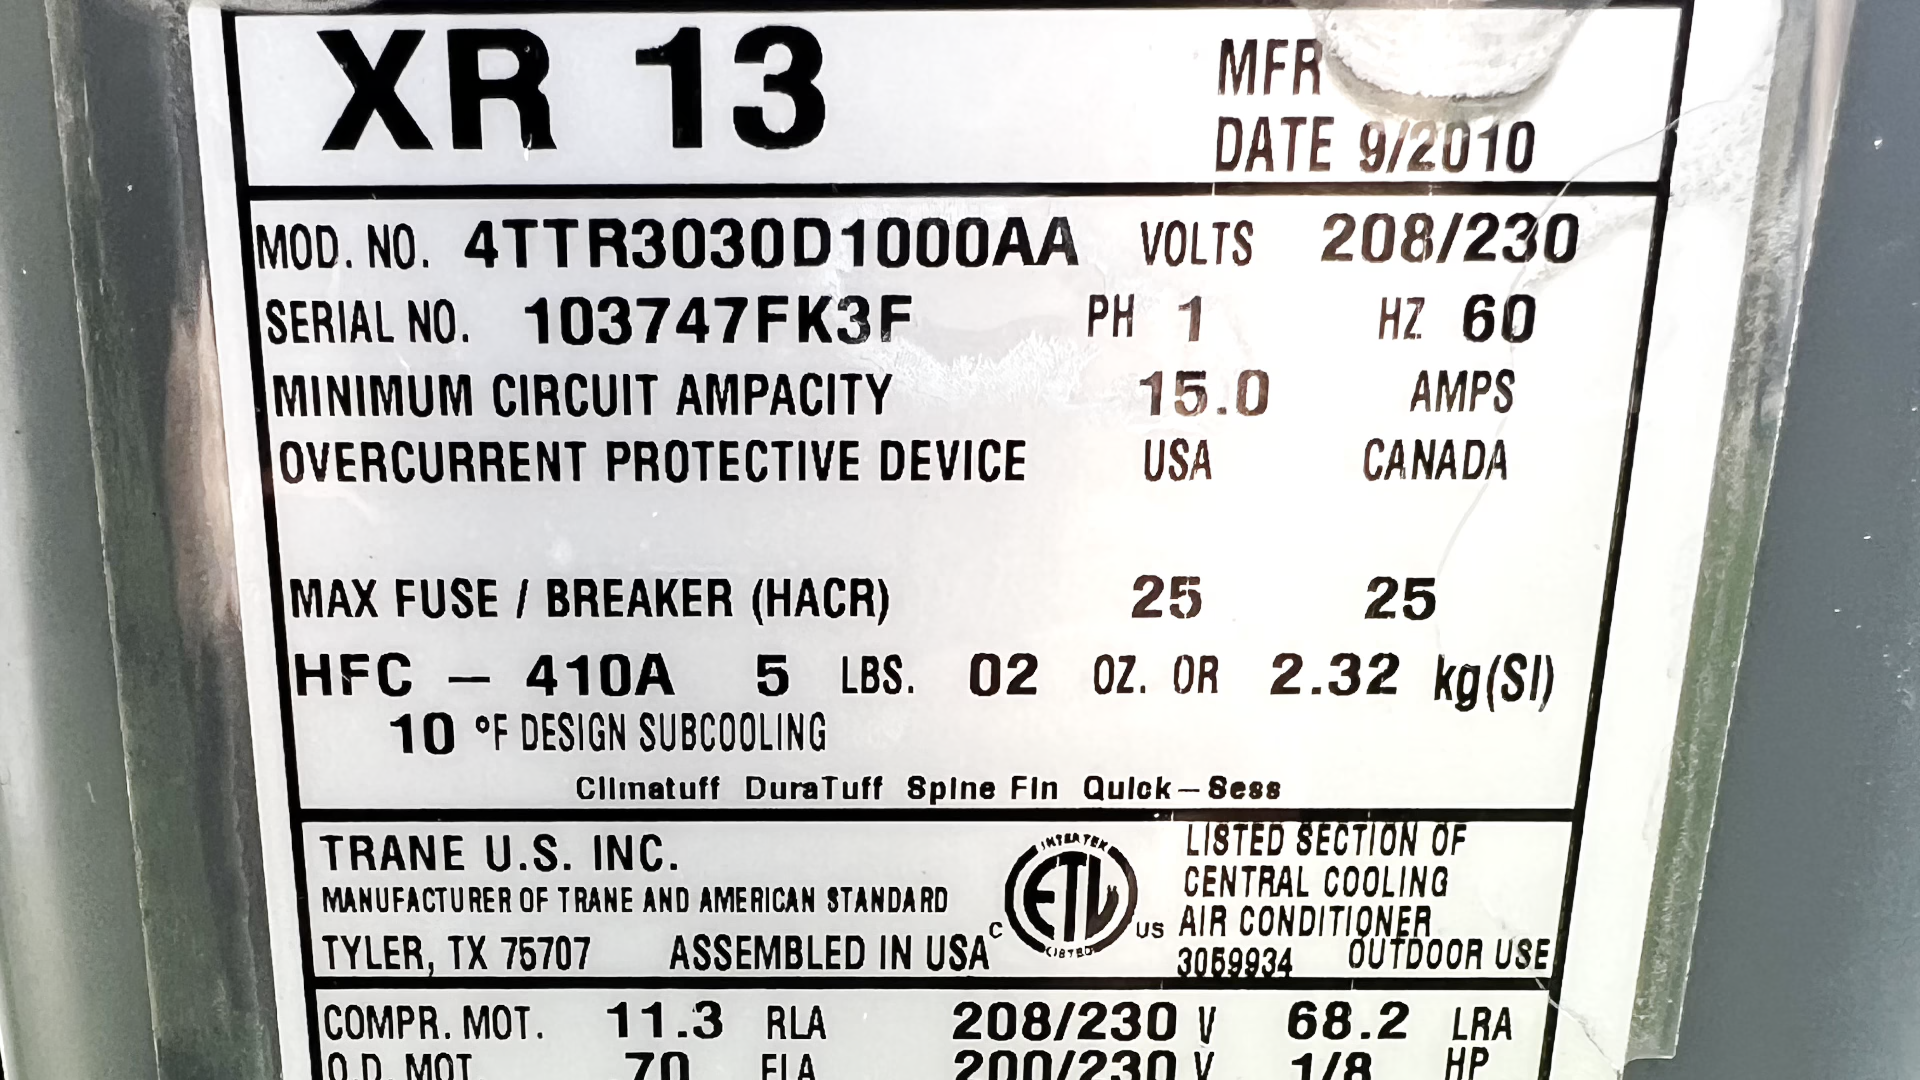 XR 13
MFR
DATE 9/2010
MOD. NO. 4TTR3030D1000AA VOLTS 208/230
SERIAL NO. 103747FK3F PH 1 HZ 60
MINIMUM CIRCUIT AMPACITY 15.0 AMPS
OVERCURRENT PROTECTIVE DEVICE USA CANADA
MAX FUSE / BREAKER (HACR) 25 25
HFC - 410A 5 LBS. 02 OZ. OR 2.32 kg(SI)
10 °F DESIGN SUBCOOLING
Climatuff DuraTuff Spine Fin Quick-Sess
TRANE U.S. INC.
MANUFACTURER OF TRANE AND AMERICAN STANDARD
TYLER, TX 75707 ASSEMBLED IN USA
INTERTEK
C ETL US
LISTED
LISTED SECTION OF
CENTRAL COOLING
AIR CONDITIONER
3059934 OUTDOOR USE
COMPR. MOT. 11.3 RLA 208/230 V 68.2 LRA
O.D. MOT. .70 FLA 200/230 V 1/8 HP